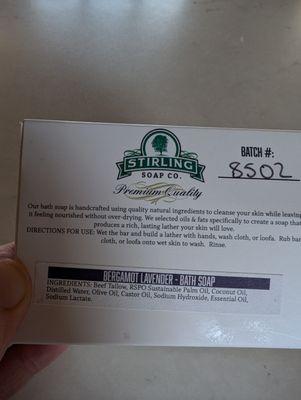 STIRLING
SOAP CO.
Premium Quality
BATCH #:
8502
Our bath soap is handcrafted using quality natural ingredients to cleanse your skin while leaving
it feeling nourished without over-drying. We selected oils & fats specifically to create a soap that
produces a rich, lasting lather your skin will love.
DIRECTIONS FOR USE: Wet the bar and build a lather with hands, wash cloth, or loofa. Rub bar,
cloth, or loofa onto wet skin to wash. Rinse.
BERGAMOT LAVENDER - BATH SOAP
INGREDIENTS: Beef Tallow, RSPO Sustainable Palm Oil, Coconut Oil,
Distilled Water, Olive Oil, Castor Oil, Sodium Hydroxide, Essential Oil,
Sodium Lactate.